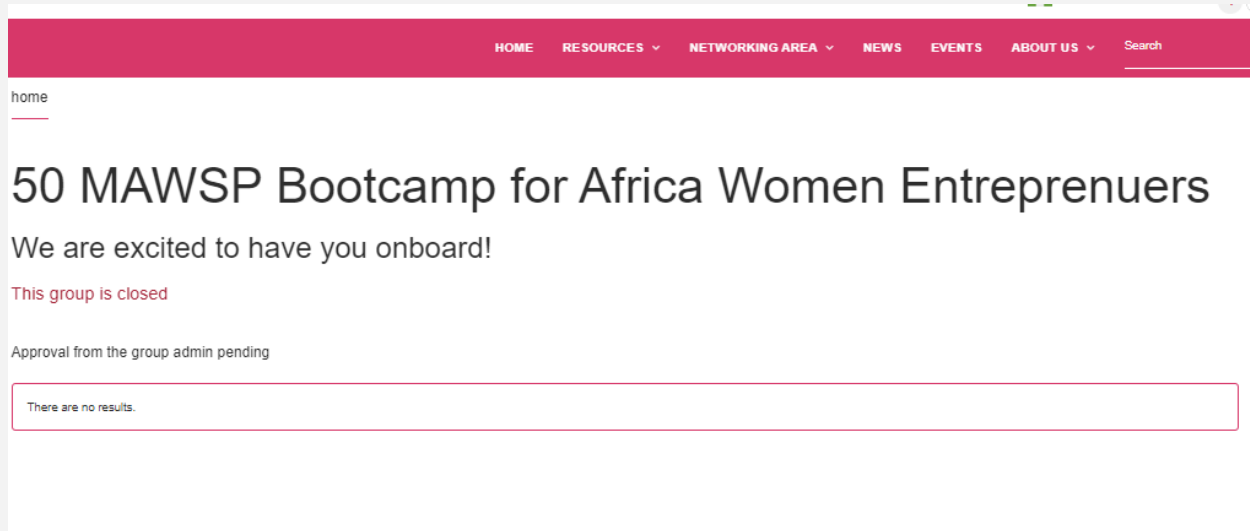 HOME RESOURCES NETWORKING AREA NEWS EVENTS ABOUT US Search
home
50 MAWSP Bootcamp for Africa Women Entreprenuers
We are excited to have you onboard!
This group is closed
Approval from the group admin pending
There are no results.